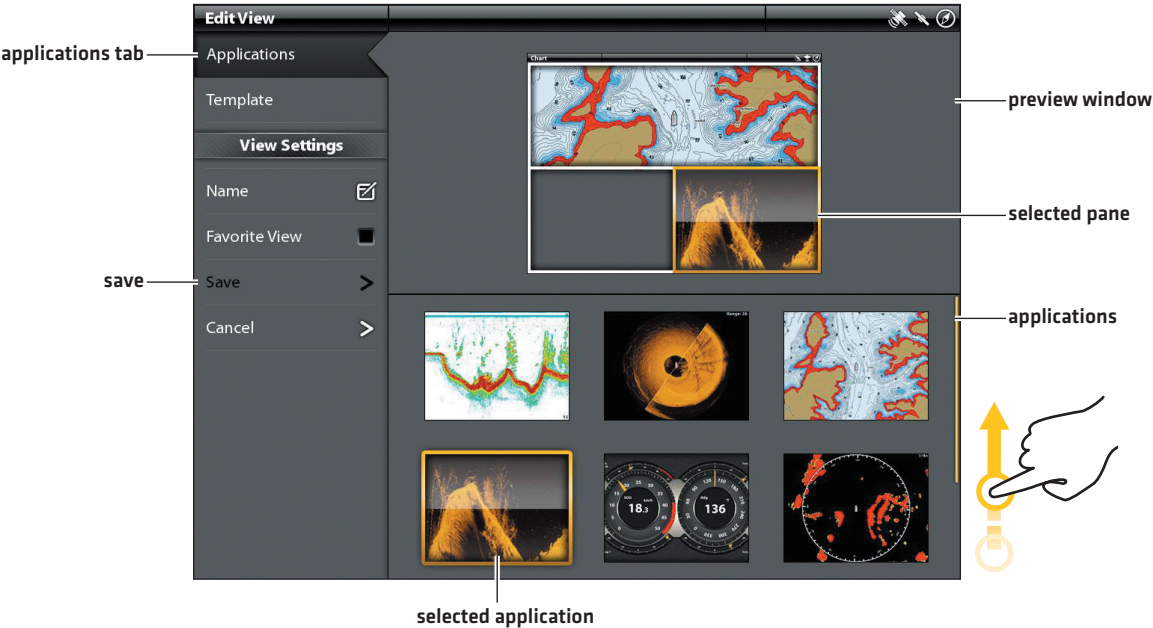 Edit View
applications tab
Applications
Chart
Template
preview window
View Settings
Name
selected pane
Favorite View
save
Save
applications
Cancel
18.3
136
selected application